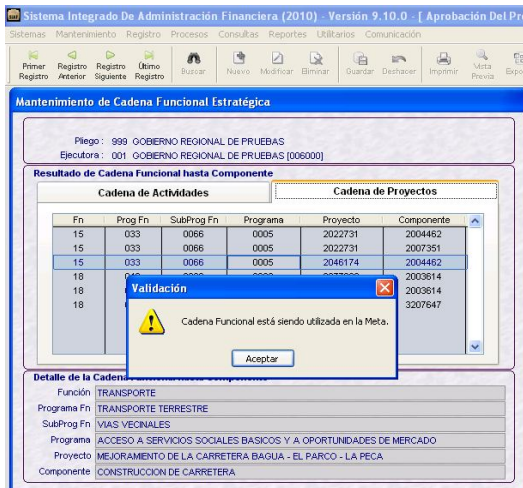 Sistema Integrado De Administración Financiera (2010) - Versión 9.10.0 - [ Aprobación Del Pr
Sistemas Mantenimiento Registro Procesos Consultas Reportes Utilitarios Comunicación
Primer Registro Registro Anterior Registro Siguiente Último Registro Buscar Nuevo Modificar Eliminar Guardar Deshacer Imprimir Vista Previa Expo
Mantenimiento de Cadena Funcional Estratégica
Pliego : 999 GOBIERNO REGIONAL DE PRUEBAS
Ejecutora : 001 GOBIERNO REGIONAL DE PRUEBAS [006000]
Resultado de Cadena Funcional hasta Componente
Cadena de Actividades Cadena de Proyectos
Fn Prog Fn SubProg Fn Programa Proyecto Componente
15 033 0066 0005 2022731 2004462
15 033 0066 0005 2022731 2007351
15 033 0066 0005 2046174 2004462
18 2003614
18 2003614
18 3207647
Validación
Cadena Funcional está siendo utilizada en la Meta.
Aceptar
Detalle de la Cadena Funcional hasta Componente
Función TRANSPORTE
Programa Fn TRANSPORTE TERRESTRE
SubProg Fn VIAS VECINALES
Programa ACCESO A SERVICIOS SOCIALES BASICOS Y A OPORTUNIDADES DE MERCADO
Proyecto MEJORAMIENTO DE LA CARRETERA BAGUA - EL PARCO - LA PECA
Componente CONSTRUCCION DE CARRETERA